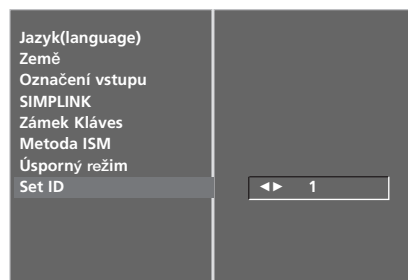 Jazyk(language)
Země
Označení vstupu
SIMPLINK
Zámek Kláves
Metoda ISM
Úsporný režim
Set ID ◄► 1